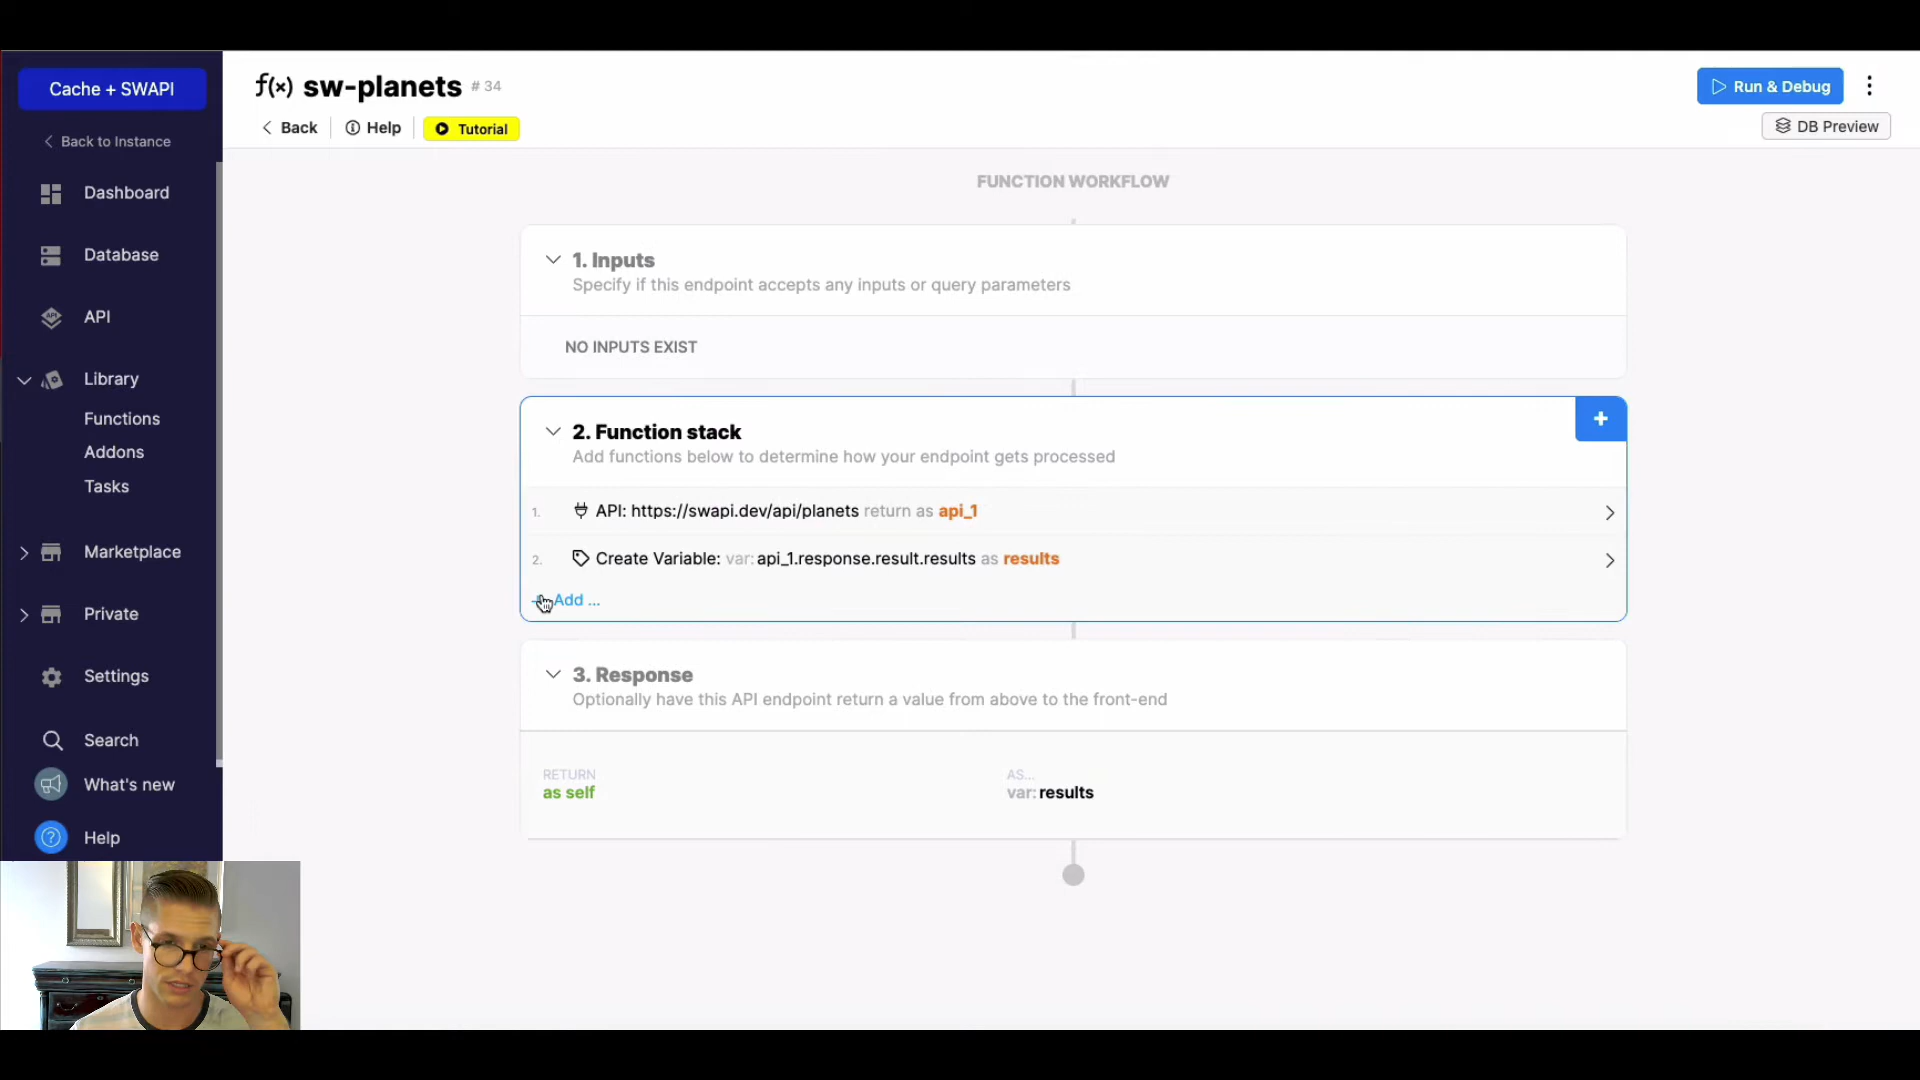 Cache + SWAPI
Back to Instance
Dashboard
Database
API
Library
Functions
Addons
Tasks
Marketplace
Private
Settings
Search
What's new
Help
f(x) sw-planets # 34
Back
Help
Tutorial
Run & Debug
DB Preview
FUNCTION WORKFLOW
1. Inputs
Specify if this endpoint accepts any inputs or query parameters
NO INPUTS EXIST
2. Function stack
Add functions below to determine how your endpoint gets processed
1. API: https://swapi.dev/api/planets return as api_1
2. Create Variable: var: api_1.response.result.results as results
Add ...
3. Response
Optionally have this API endpoint return a value from above to the front-end
RETURN
as self
AS...
var: results